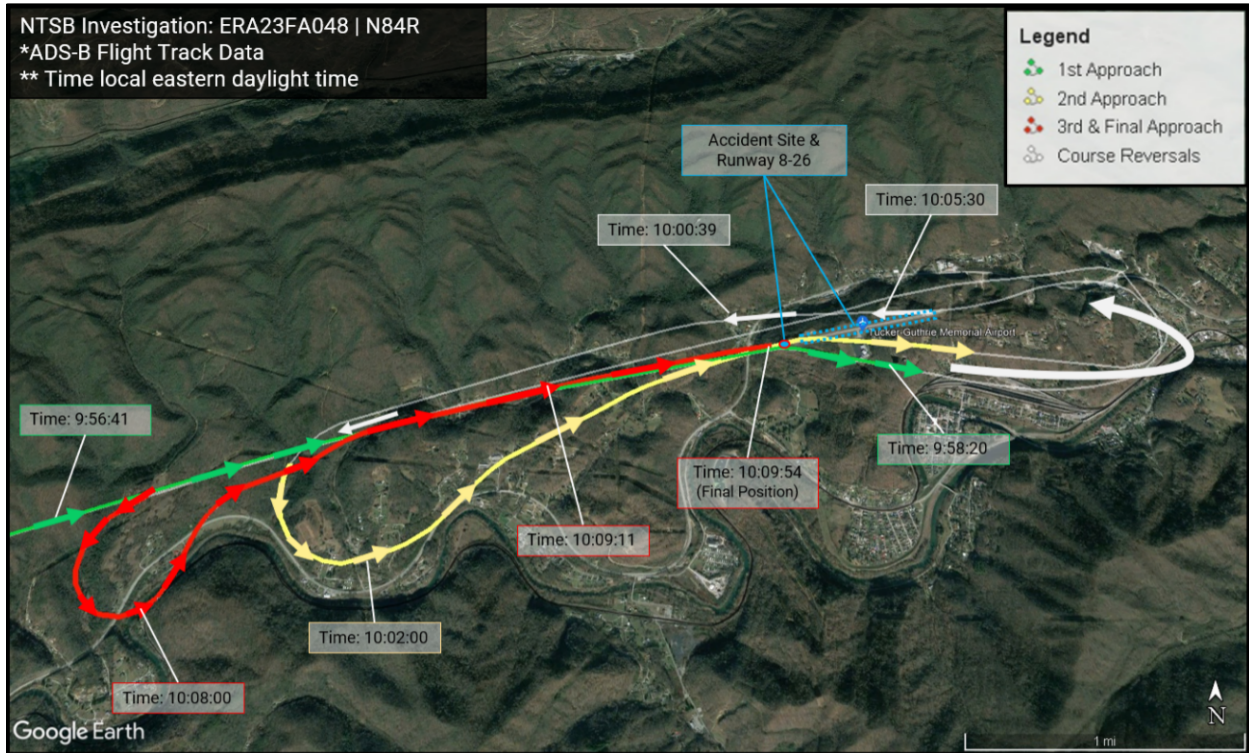 NTSB Investigation: ERA23FA048 | N84R
*ADS-B Flight Track Data
** Time local eastern daylight time
Legend
1st Approach
2nd Approach
3rd & Final Approach
Course Reversals
Accident Site &
Runway 8-26
Time: 10:05:30
Time: 10:00:39
Tucker-Guthrie Memorial Airport
Time: 9:56:41
Time: 9:58:20
Time: 10:09:54
(Final Position)
Time: 10:09:11
Time: 10:02:00
Time: 10:08:00
Google Earth
N
1 mi